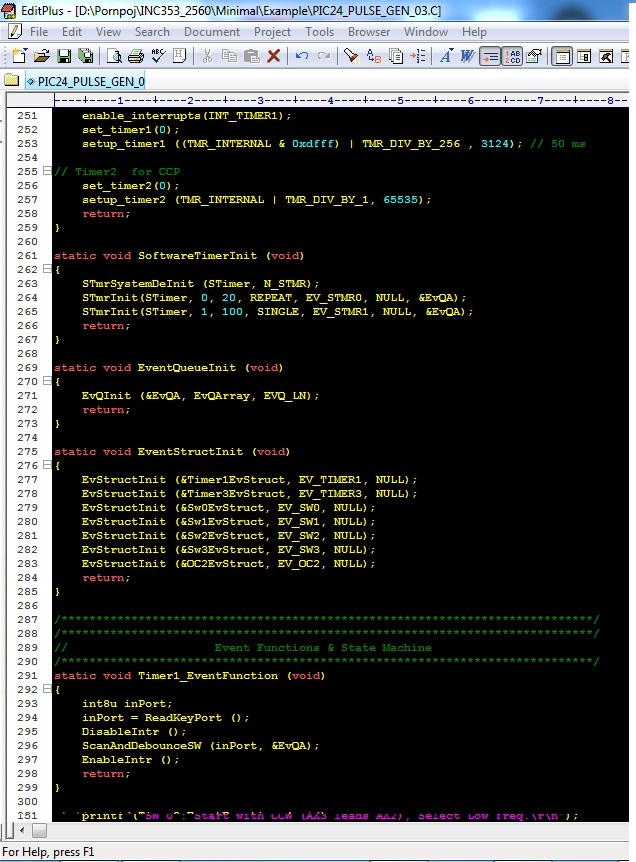 EditPlus - [D:\Pornpoj\INC353_2560\Minimal\Example\PIC24_PULSE_GEN_03.C]
File Edit View Search Document Project Tools Browser Window Help
PIC24_PULSE_GEN_0
----+----1----+----2----+----3----+----4----+----5----+----6----+----7----+----8--
251 enable_interrupts(INT_TIMER1);
252 set_timer1(0);
253 setup_timer1 ((TMR_INTERNAL & 0xdfff) | TMR_DIV_BY_256 , 3124); // 50 ms
254
255 // Timer2 for CCP
256 set_timer2(0);
257 setup_timer2 (TMR_INTERNAL | TMR_DIV_BY_1, 65535);
258 return;
259 }
260
261 static void SoftwareTimerInit (void)
262 {
263 STmrSystemDeInit (STimer, N_STMR);
264 STmrInit(STimer, 0, 20, REPEAT, EV_STMR0, NULL, &EvQA);
265 STmrInit(STimer, 1, 100, SINGLE, EV_STMR1, NULL, &EvQA);
266 return;
267 }
268
269 static void EventQueueInit (void)
270 {
271 EvQInit (&EvQA, EvQArray, EVQ_LN);
272 return;
273 }
274
275 static void EventStructInit (void)
276 {
277 EvStructInit (&Timer1EvStruct, EV_TIMER1, NULL);
278 EvStructInit (&Timer3EvStruct, EV_TIMER3, NULL);
279 EvStructInit (&Sw0EvStruct, EV_SW0, NULL);
280 EvStructInit (&Sw1EvStruct, EV_SW1, NULL);
281 EvStructInit (&Sw2EvStruct, EV_SW2, NULL);
282 EvStructInit (&Sw3EvStruct, EV_SW3, NULL);
283 EvStructInit (&OC2EvStruct, EV_OC2, NULL);
284 return;
285 }
286
287 /****************************************************************************/
288 /****************************************************************************/
289 // Event Functions & State Machine
290 /****************************************************************************/
291 static void Timer1_EventFunction (void)
292 {
293 int8u inPort;
294 inPort = ReadKeyPort ();
295 DisableIntr ();
296 ScanAndDebounceSW (inPort, &EvQA);
297 EnableIntr ();
298 return;
299 }
300
printf ("SW 0 : Start with CCW (AX3 leads AX2), Select Low freq.\r\n");
For Help, press F1